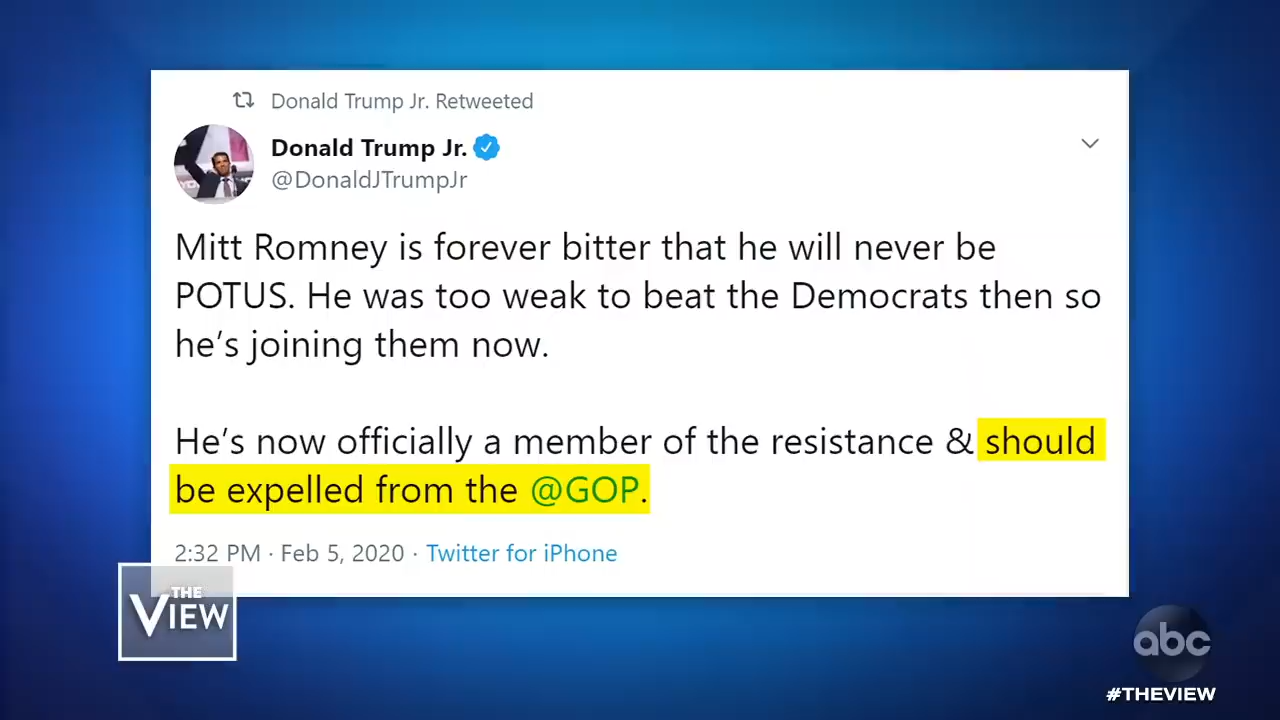 Donald Trump Jr. Retweeted
Donald Trump Jr.
@DonaldJTrumpJr
Mitt Romney is forever bitter that he will never be
POTUS. He was too weak to beat the Democrats then so
he’s joining them now.
He’s now officially a member of the resistance & should
be expelled from the @GOP.
2:32 PM · Feb 5, 2020 · Twitter for iPhone
THE
VIEW
abc
#THEVIEW